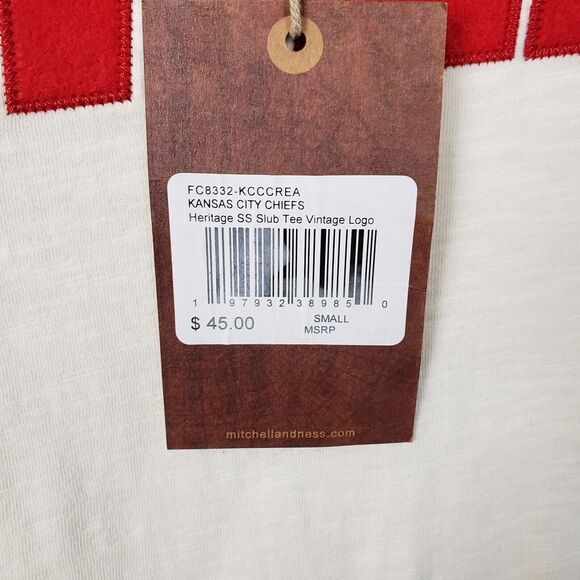 FC8332-KCCCREA
KANSAS CITY CHIEFS
Heritage SS Slub Tee Vintage Logo
1 97932 38985 0
$ 45.00 SMALL
MSRP
mitchellandness.com